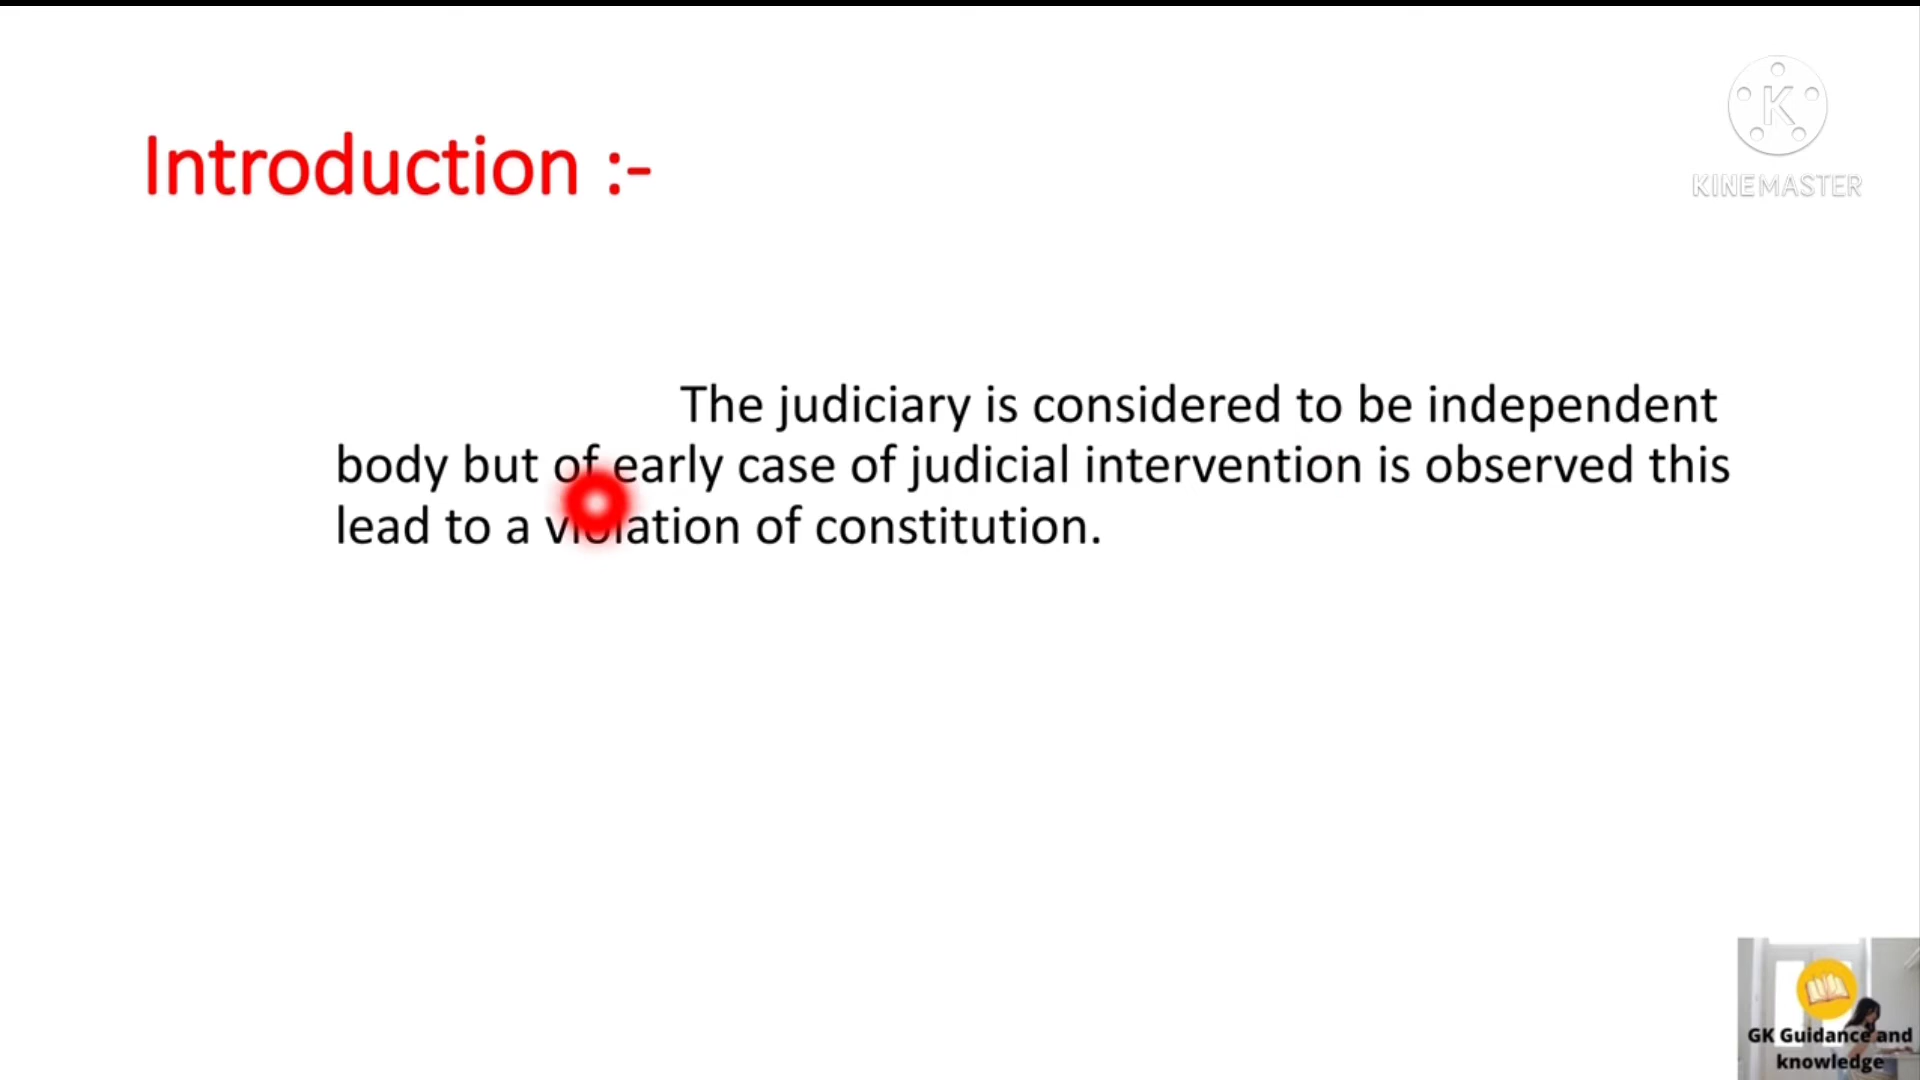 Introduction :-
K
KINEMASTER
The judiciary is considered to be independent
body but of early case of judicial intervention is observed this
lead to a violation of constitution.
GK Guidance and
knowledge